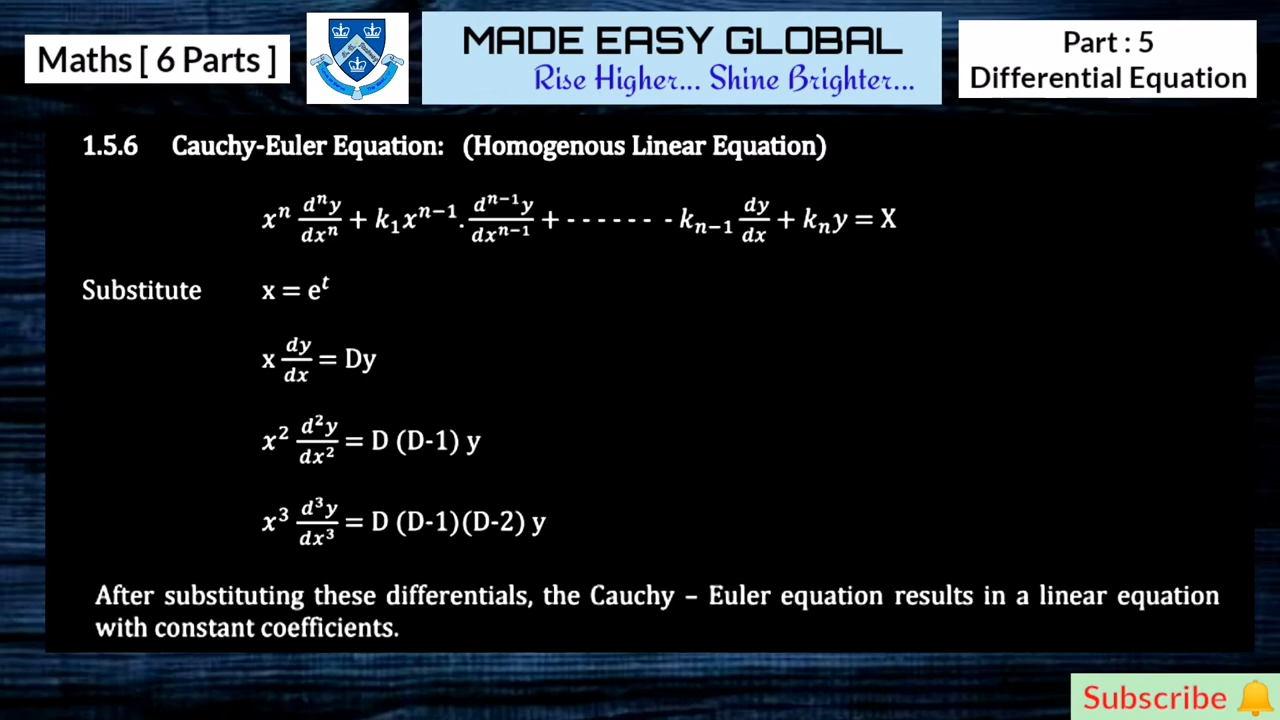 Maths [ 6 Parts ]
MADE EASY GLOBAL
Rise Higher... Shine Brighter...
Part : 5
Differential Equation
1.5.6 Cauchy-Euler Equation: (Homogenous Linear Equation)
xⁿ dⁿy/dxⁿ + k₁xⁿ⁻¹. dⁿ⁻¹y/dxⁿ⁻¹ + - - - - - - - kₙ₋₁ dy/dx + kₙy = X
Substitute x = eᵗ
x dy/dx = Dy
x² d²y/dx² = D (D-1) y
x³ d³y/dx³ = D (D-1)(D-2) y
After substituting these differentials, the Cauchy – Euler equation results in a linear equation
with constant coefficients.
Subscribe